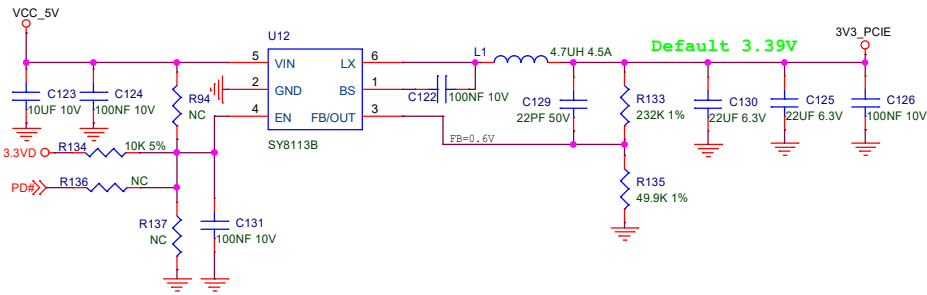 VCC_5V
U12
3V3_PCIE
Default 3.39V
5 VIN LX 6
L1 4.7UH 4.5A
2 GND BS 1
4 EN FB/OUT 3
SY8113B
C123
10UF 10V
C124
100NF 10V
R94
NC
C122 100NF 10V
C129
22PF 50V
R133
232K 1%
C130
22UF 6.3V
C125
22UF 6.3V
C126
100NF 10V
FB=0.6V
3.3VD R134 10K 5%
PD# R136 NC
R135
49.9K 1%
R137
NC
C131
100NF 10V